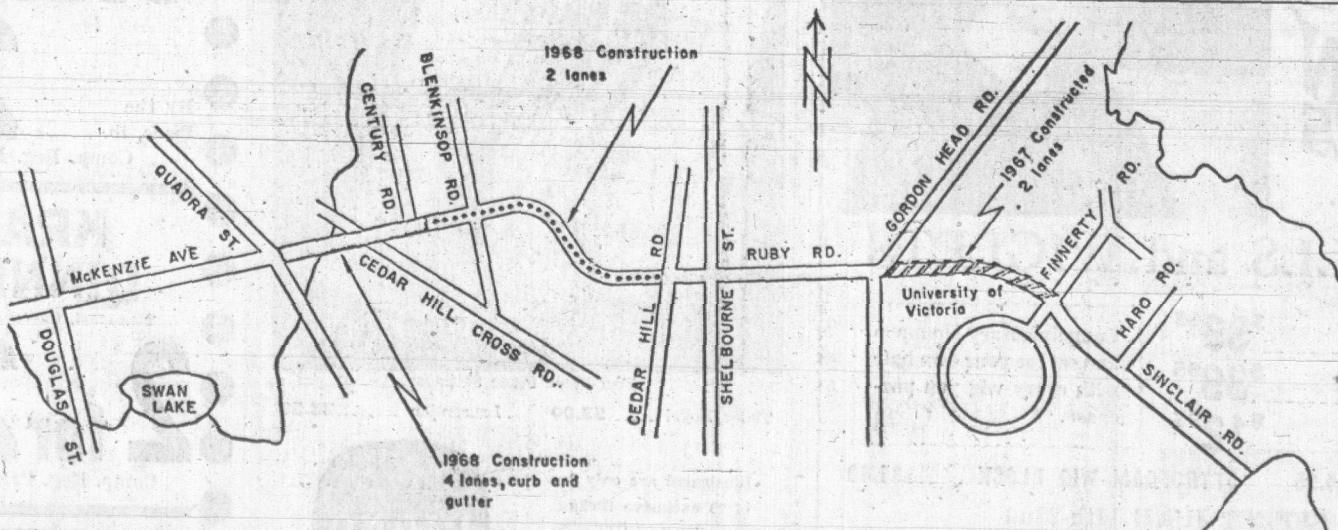 1968 Construction
2 lanes
N
BLENKINSOP RD.
CENTURY RD
QUADRA ST.
GORDON HEAD RD.
1967 Constructed
2 lanes
McKENZIE AVE
CEDAR HILL CROSS RD.
CEDAR HILL RD
SHELBOURNE ST.
RUBY RD.
FINNERTY RD.
University of
Victoria
HARO RD.
SINCLAIR RD.
DOUGLAS ST.
SWAN
LAKE
1968 Construction
4 lanes, curb and
gutter